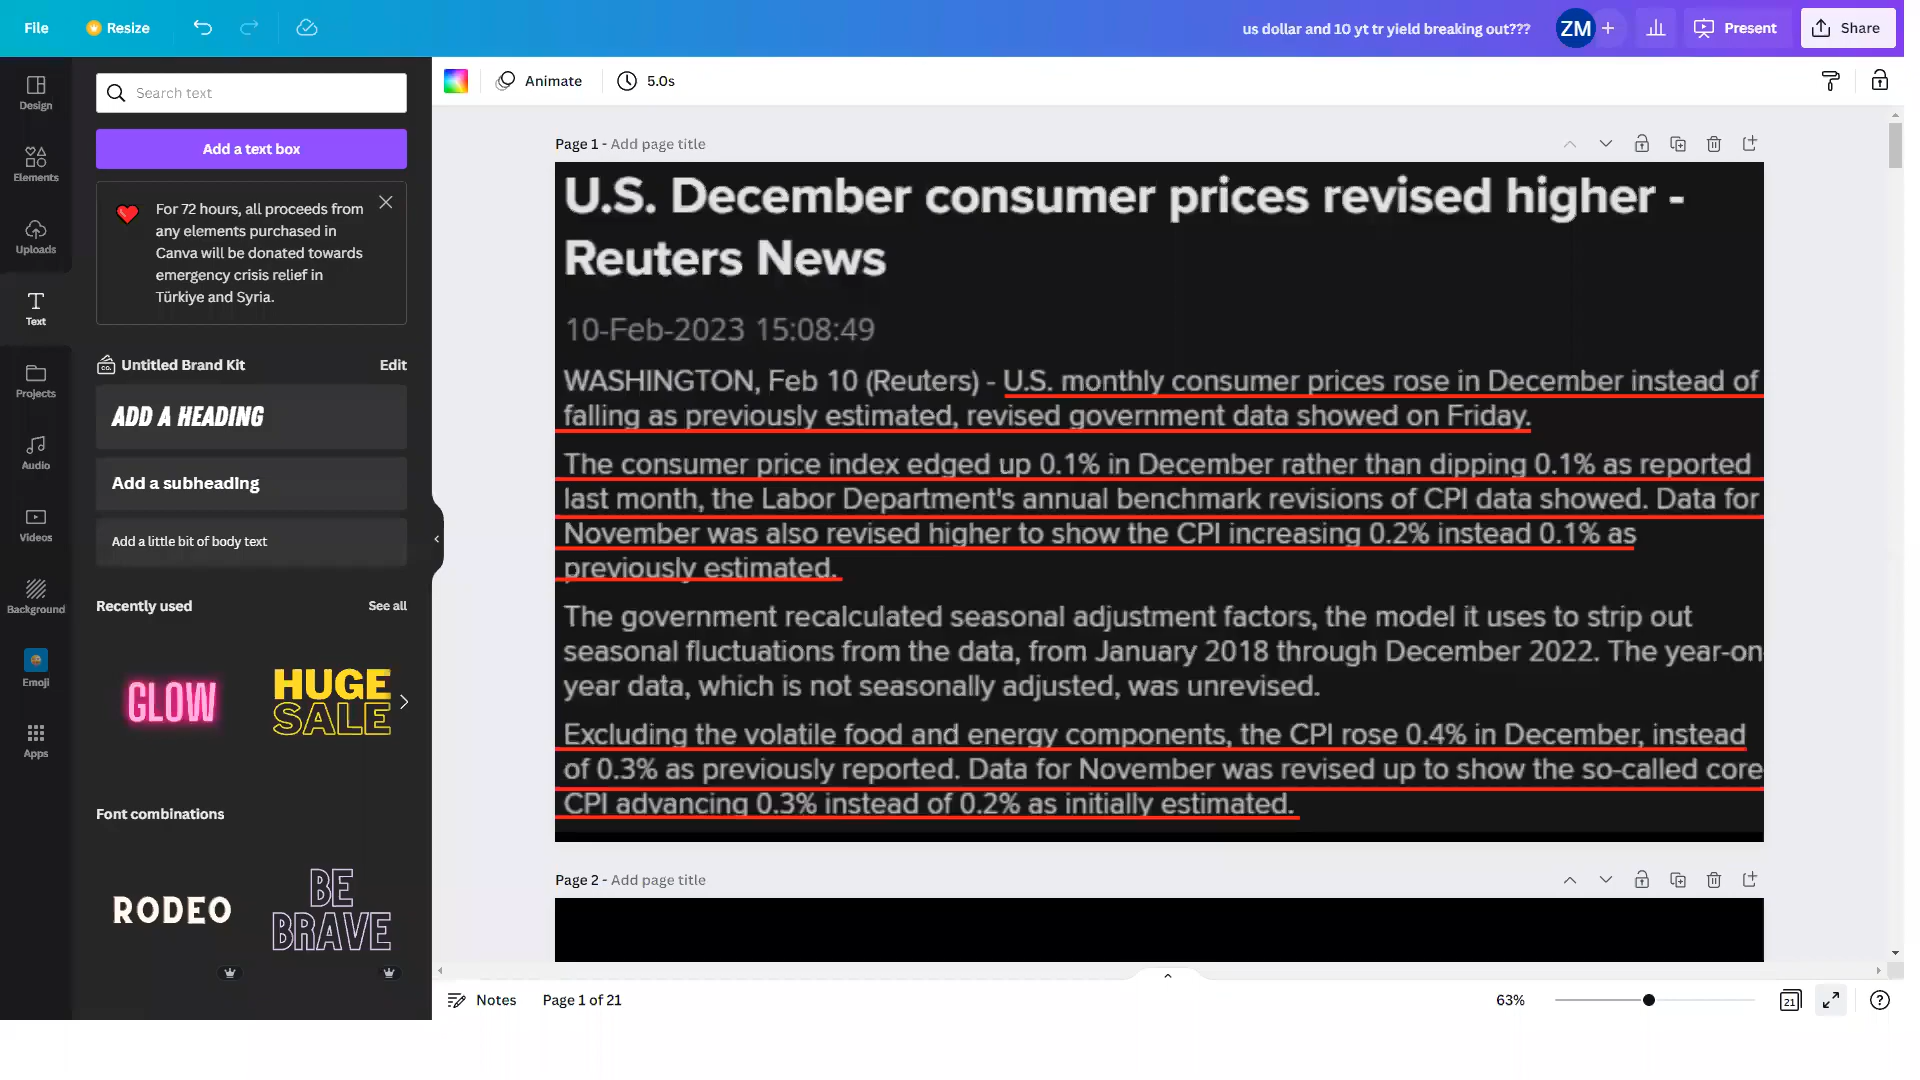 File
Resize
us dollar and 10 yt tr yield breaking out???
ZM
Present
Share
Design
Elements
Uploads
Text
Projects
Audio
Videos
Background
Emoji
Apps
Search text
Add a text box
For 72 hours, all proceeds from
any elements purchased in
Canva will be donated towards
emergency crisis relief in
Türkiye and Syria.
CO.
Untitled Brand Kit
Edit
ADD A HEADING
Add a subheading
Add a little bit of body text
Recently used
See all
GLOW
HUGE
SALE
Font combinations
RODEO
BE
BRAVE
Animate
5.0s
Page 1 - Add page title
U.S. December consumer prices revised higher -
Reuters News
10-Feb-2023 15:08:49
WASHINGTON, Feb 10 (Reuters) - U.S. monthly consumer prices rose in December instead of
falling as previously estimated, revised government data showed on Friday.
The consumer price index edged up 0.1% in December rather than dipping 0.1% as reported
last month, the Labor Department's annual benchmark revisions of CPI data showed. Data for
November was also revised higher to show the CPI increasing 0.2% instead 0.1% as
previously estimated.
The government recalculated seasonal adjustment factors, the model it uses to strip out
seasonal fluctuations from the data, from January 2018 through December 2022. The year-on
year data, which is not seasonally adjusted, was unrevised.
Excluding the volatile food and energy components, the CPI rose 0.4% in December, instead
of 0.3% as previously reported. Data for November was revised up to show the so-called core
CPI advancing 0.3% instead of 0.2% as initially estimated.
Page 2 - Add page title
Notes
Page 1 of 21
63%
21